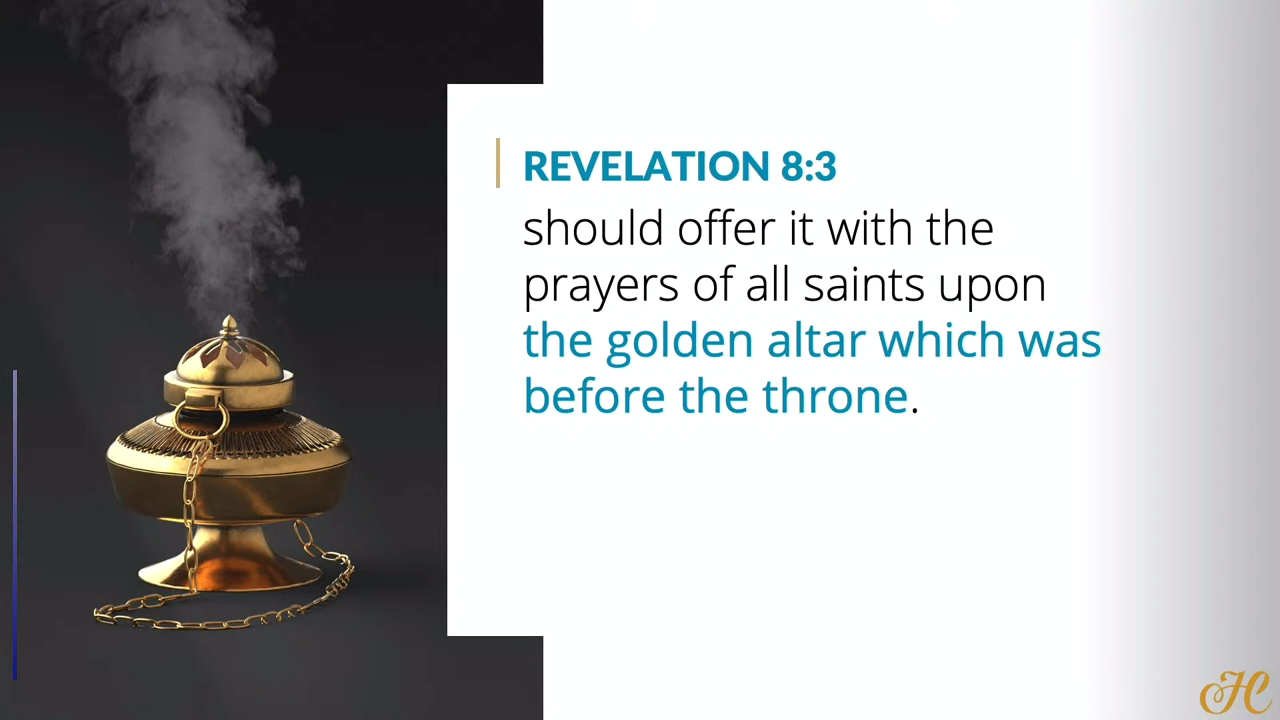 REVELATION 8:3
should offer it with the
prayers of all saints upon
the golden altar which was
before the throne.
HC